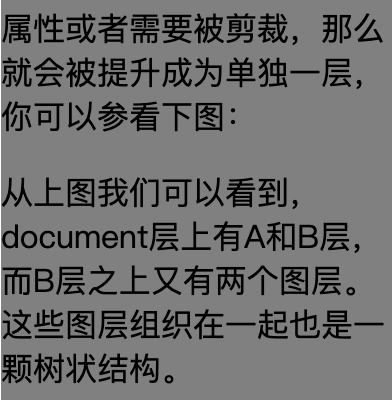 属性或者需要被剪裁，那么
就会被提升成为单独一层，
你可以参看下图：
从上图我们可以看到，
document层上有A和B层，
而B层之上又有两个图层。
这些图层组织在一起也是一
颗树状结构。